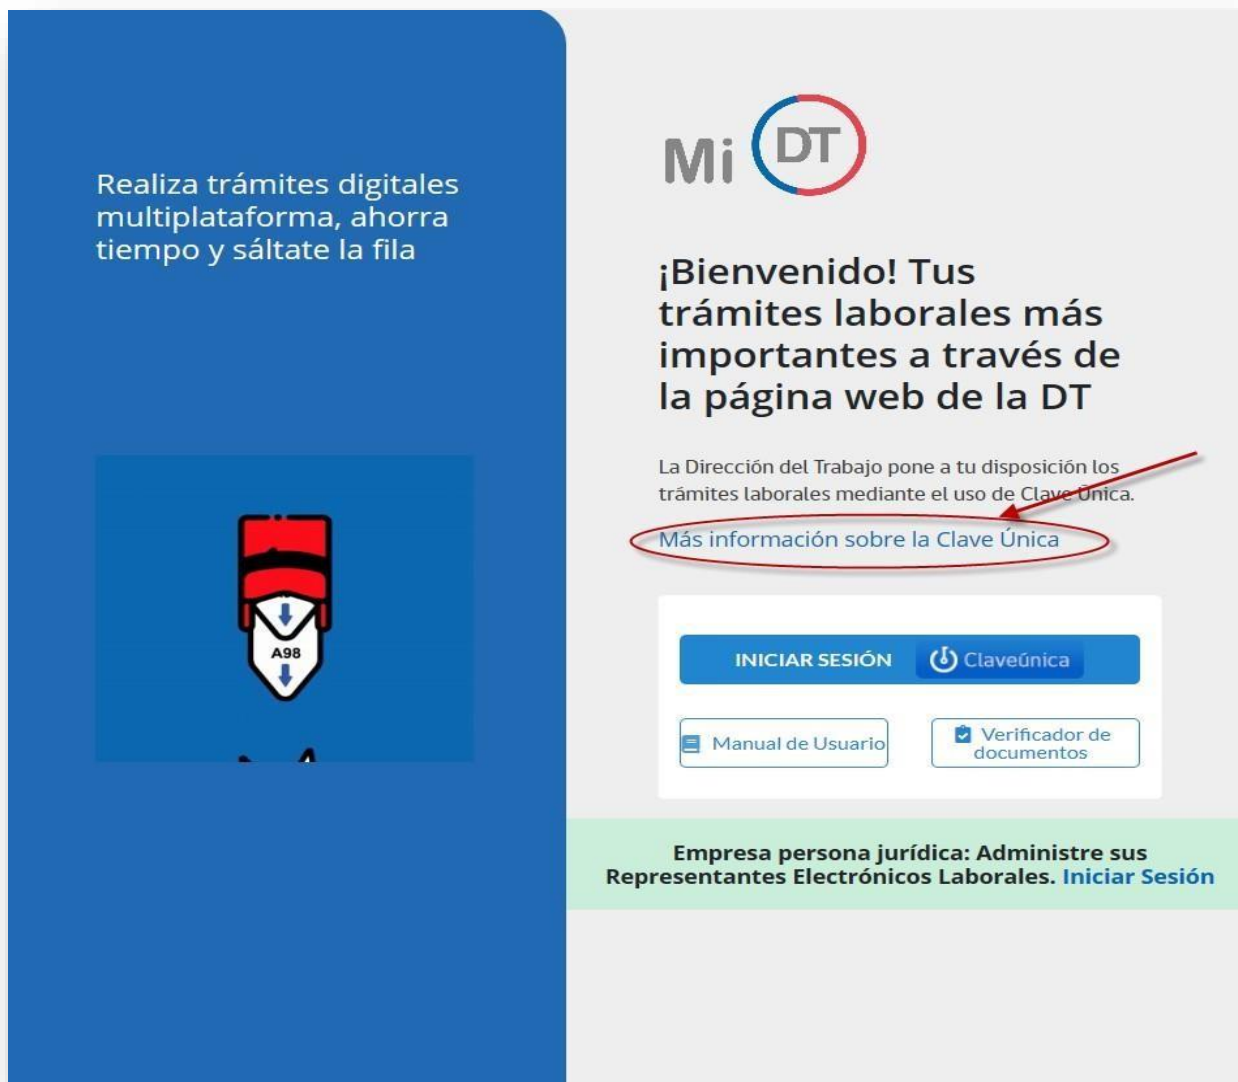 Realiza trámites digitales
multiplataforma, ahorra
tiempo y sáltate la fila
A98
Mi DT
¡Bienvenido! Tus
trámites laborales más
importantes a través de
la página web de la DT
La Dirección del Trabajo pone a tu disposición los
trámites laborales mediante el uso de Clave Única.
Más información sobre la Clave Única
INICIAR SESIÓN Claveúnica
Manual de Usuario
Verificador de
documentos
Empresa persona jurídica: Administre sus
Representantes Electrónicos Laborales. Iniciar Sesión